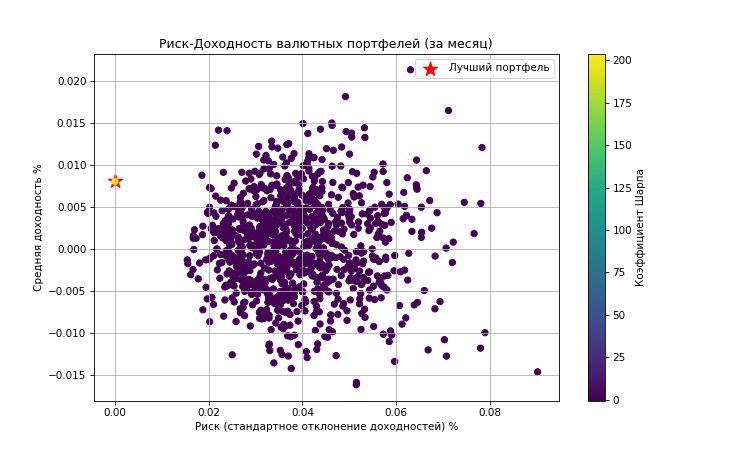 Риск-Доходность валютных портфелей (за месяц)
Лучший портфель
0.020
0.015
0.010
0.005
0.000
−0.005
−0.010
−0.015
Средняя доходность %
0.00 0.02 0.04 0.06 0.08
Риск (стандартное отклонение доходностей) %
200
175
150
125
100
75
50
25
0
Коэффициент Шарпа